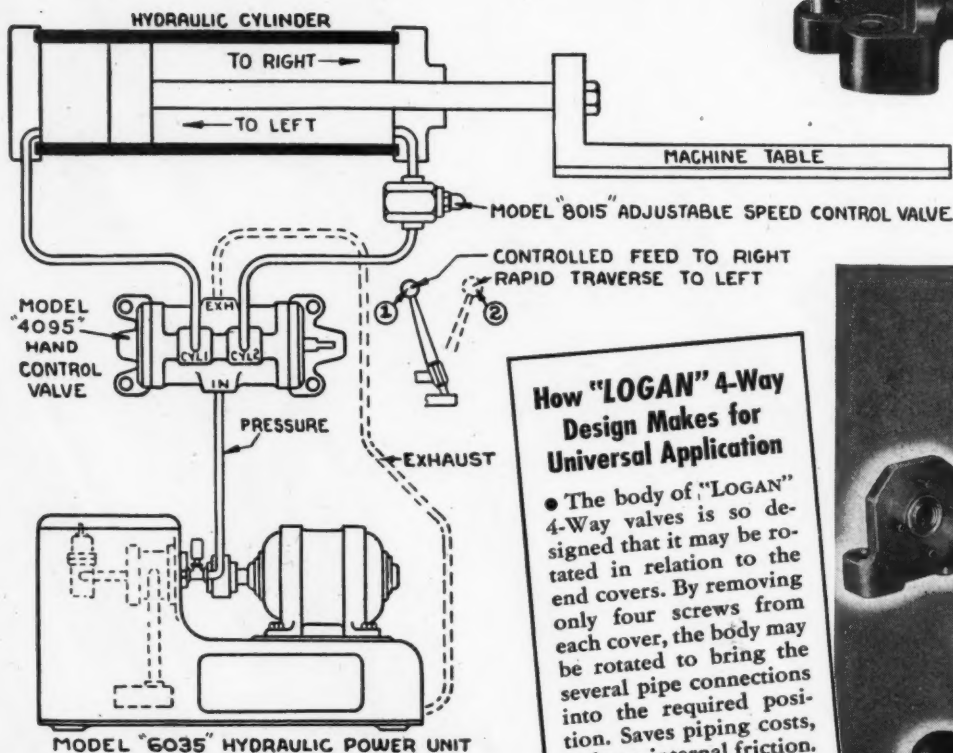 HYDRAULIC CYLINDER
TO RIGHT
TO LEFT
MACHINE TABLE
MODEL "8015" ADJUSTABLE SPEED CONTROL VALVE
CONTROLLED FEED TO RIGHT
RAPID TRAVERSE TO LEFT
1 2
MODEL
"4095"
HAND
CONTROL
VALVE
EXH
CYL1 CYL2
IN
PRESSURE
EXHAUST
MODEL "6035" HYDRAULIC POWER UNIT
How "LOGAN" 4-Way
Design Makes for
Universal Application
● The body of "LOGAN"
4-Way valves is so de-
signed that it may be ro-
tated in relation to the
end covers. By removing
only four screws from
each cover, the body may
be rotated to bring the
several pipe connections
into the required posi-
tion. Saves piping costs,
internal friction,